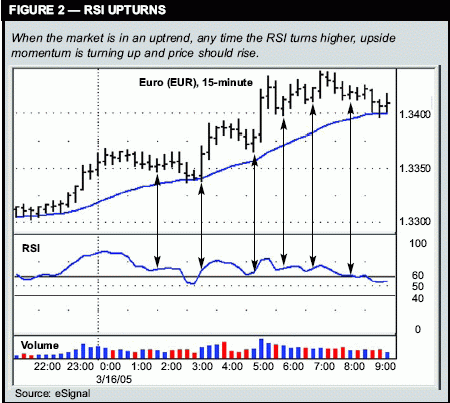 FIGURE 2 — RSI UPTURNS
When the market is in an uptrend, any time the RSI turns higher, upside
momentum is turning up and price should rise.
Euro (EUR), 15-minute
1.3400
1.3350
1.3300
RSI
100
60
50
40
0
Volume
22:00 23:00 0:00 1:00 2:00 3:00 4:00 5:00 6:00 7:00 8:00 9:00
3/16/05
Source: eSignal